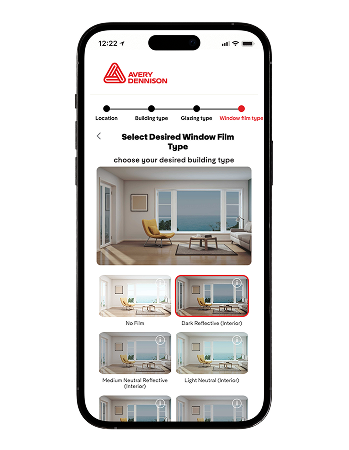 12:22
AVERY
DENNISON
Location Building type Glazing type Window film type
Select Desired Window Film
Type
choose your desired building type
No Film Dark Reflective (Interior)
Medium Neutral Reflective
(Interior)
Light Neutral (Interior)